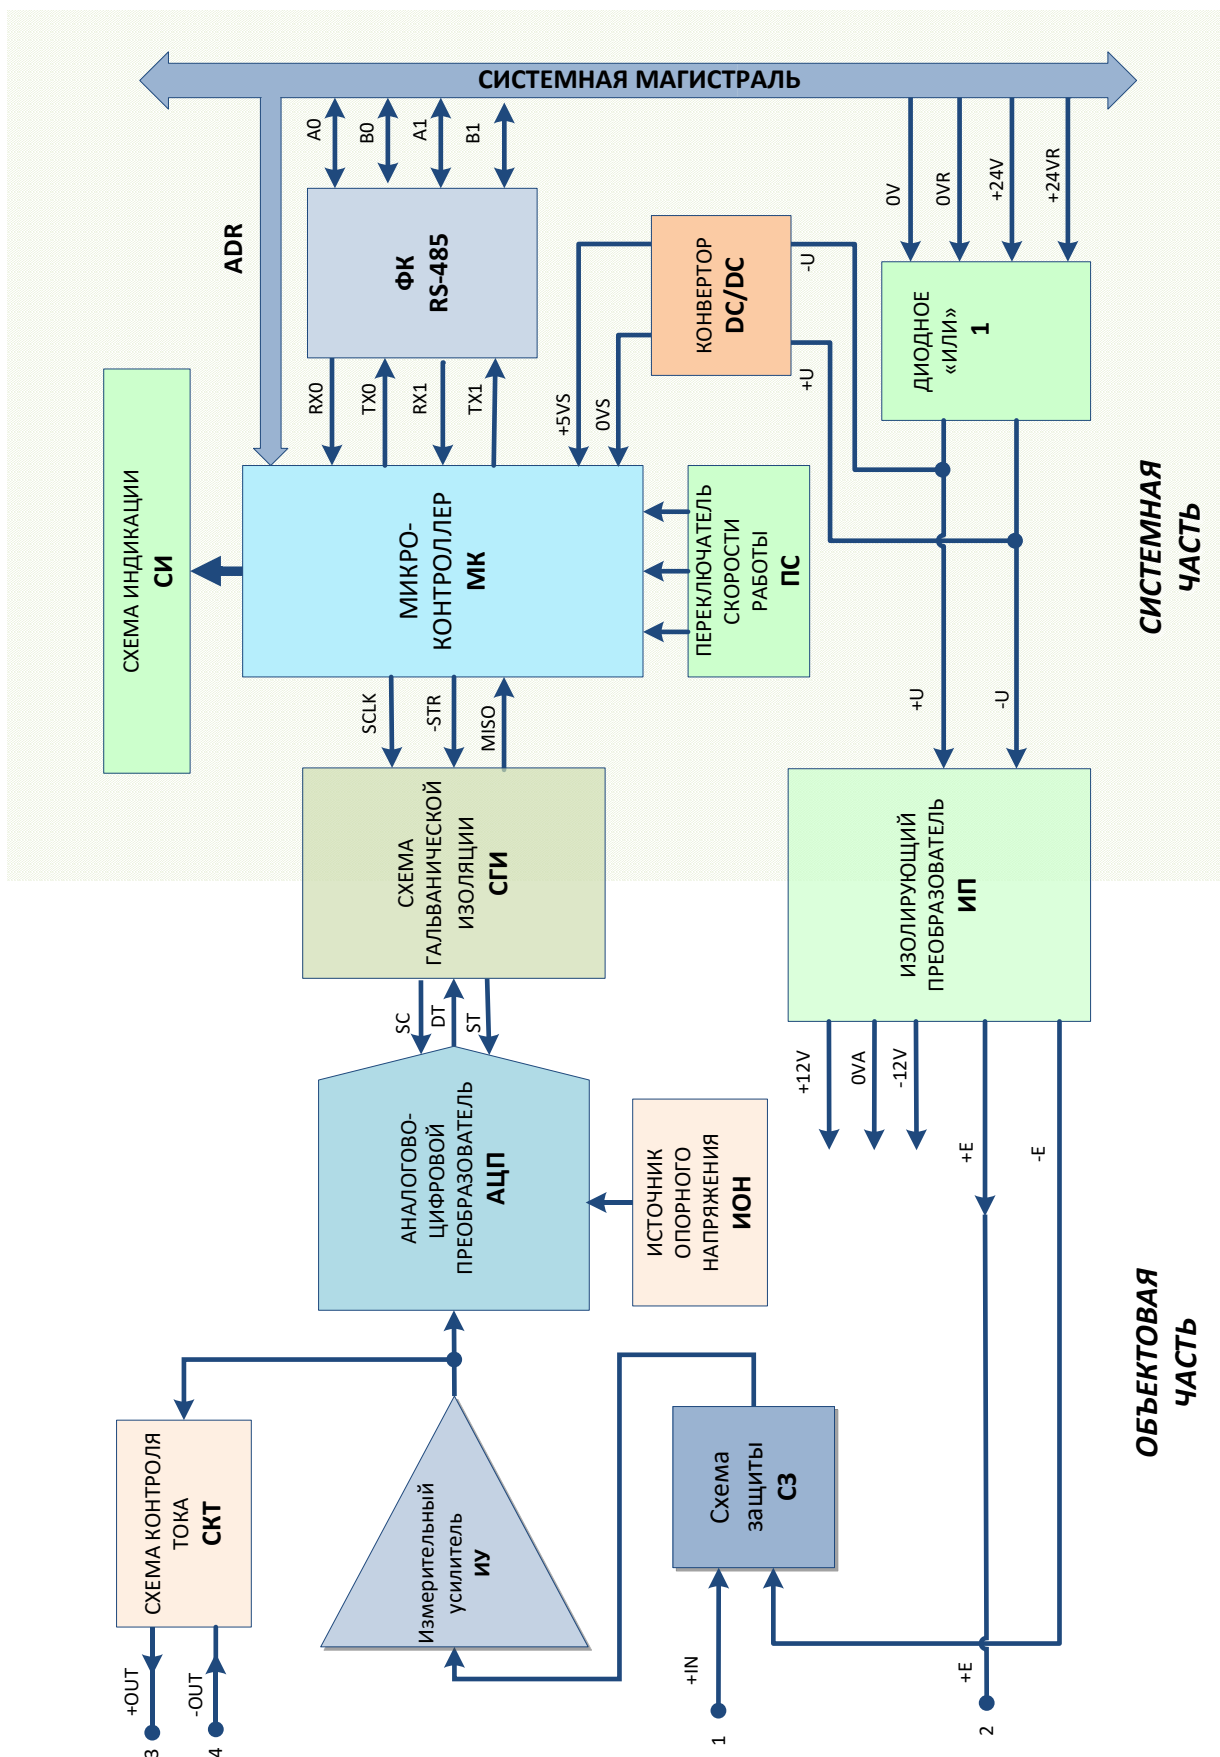 СИСТЕМНАЯ МАГИСТРАЛЬ
ADR
A0
B0
A1
B1
0V
0VR
+24V
+24VR
ФК
RS-485
КОНВЕРТОР
DC/DC
-U
+U
ДИОДНОЕ
«ИЛИ»
1
RX0
TX0
RX1
TX1
+5VS
0VS
СХЕМА ИНДИКАЦИИ
СИ
МИКРО-
КОНТРОЛЛЕР
МК
ПЕРЕКЛЮЧАТЕЛЬ
СКОРОСТИ
РАБОТЫ
ПС
СИСТЕМНАЯ
ЧАСТЬ
SCLK
-STR
MISO
+U
-U
СХЕМА
ГАЛЬВАНИЧЕСКОЙ
ИЗОЛЯЦИИ
СГИ
ИЗОЛИРУЮЩИЙ
ПРЕОБРАЗОВАТЕЛЬ
ИП
SC
DT
ST
+12V
0VA
-12V
+E
-E
АНАЛОГОВО-
ЦИФРОВОЙ
ПРЕОБРАЗОВАТЕЛЬ
АЦП
ИСТОЧНИК
ОПОРНОГО
НАПРЯЖЕНИЯ
ИОН
ОБЪЕКТОВАЯ
ЧАСТЬ
СХЕМА КОНТРОЛЯ
ТОКА
СКТ
Измерительный
усилитель
ИУ
Схема
защиты
СЗ
+OUT
-OUT
+IN
+E
3
4
1
2